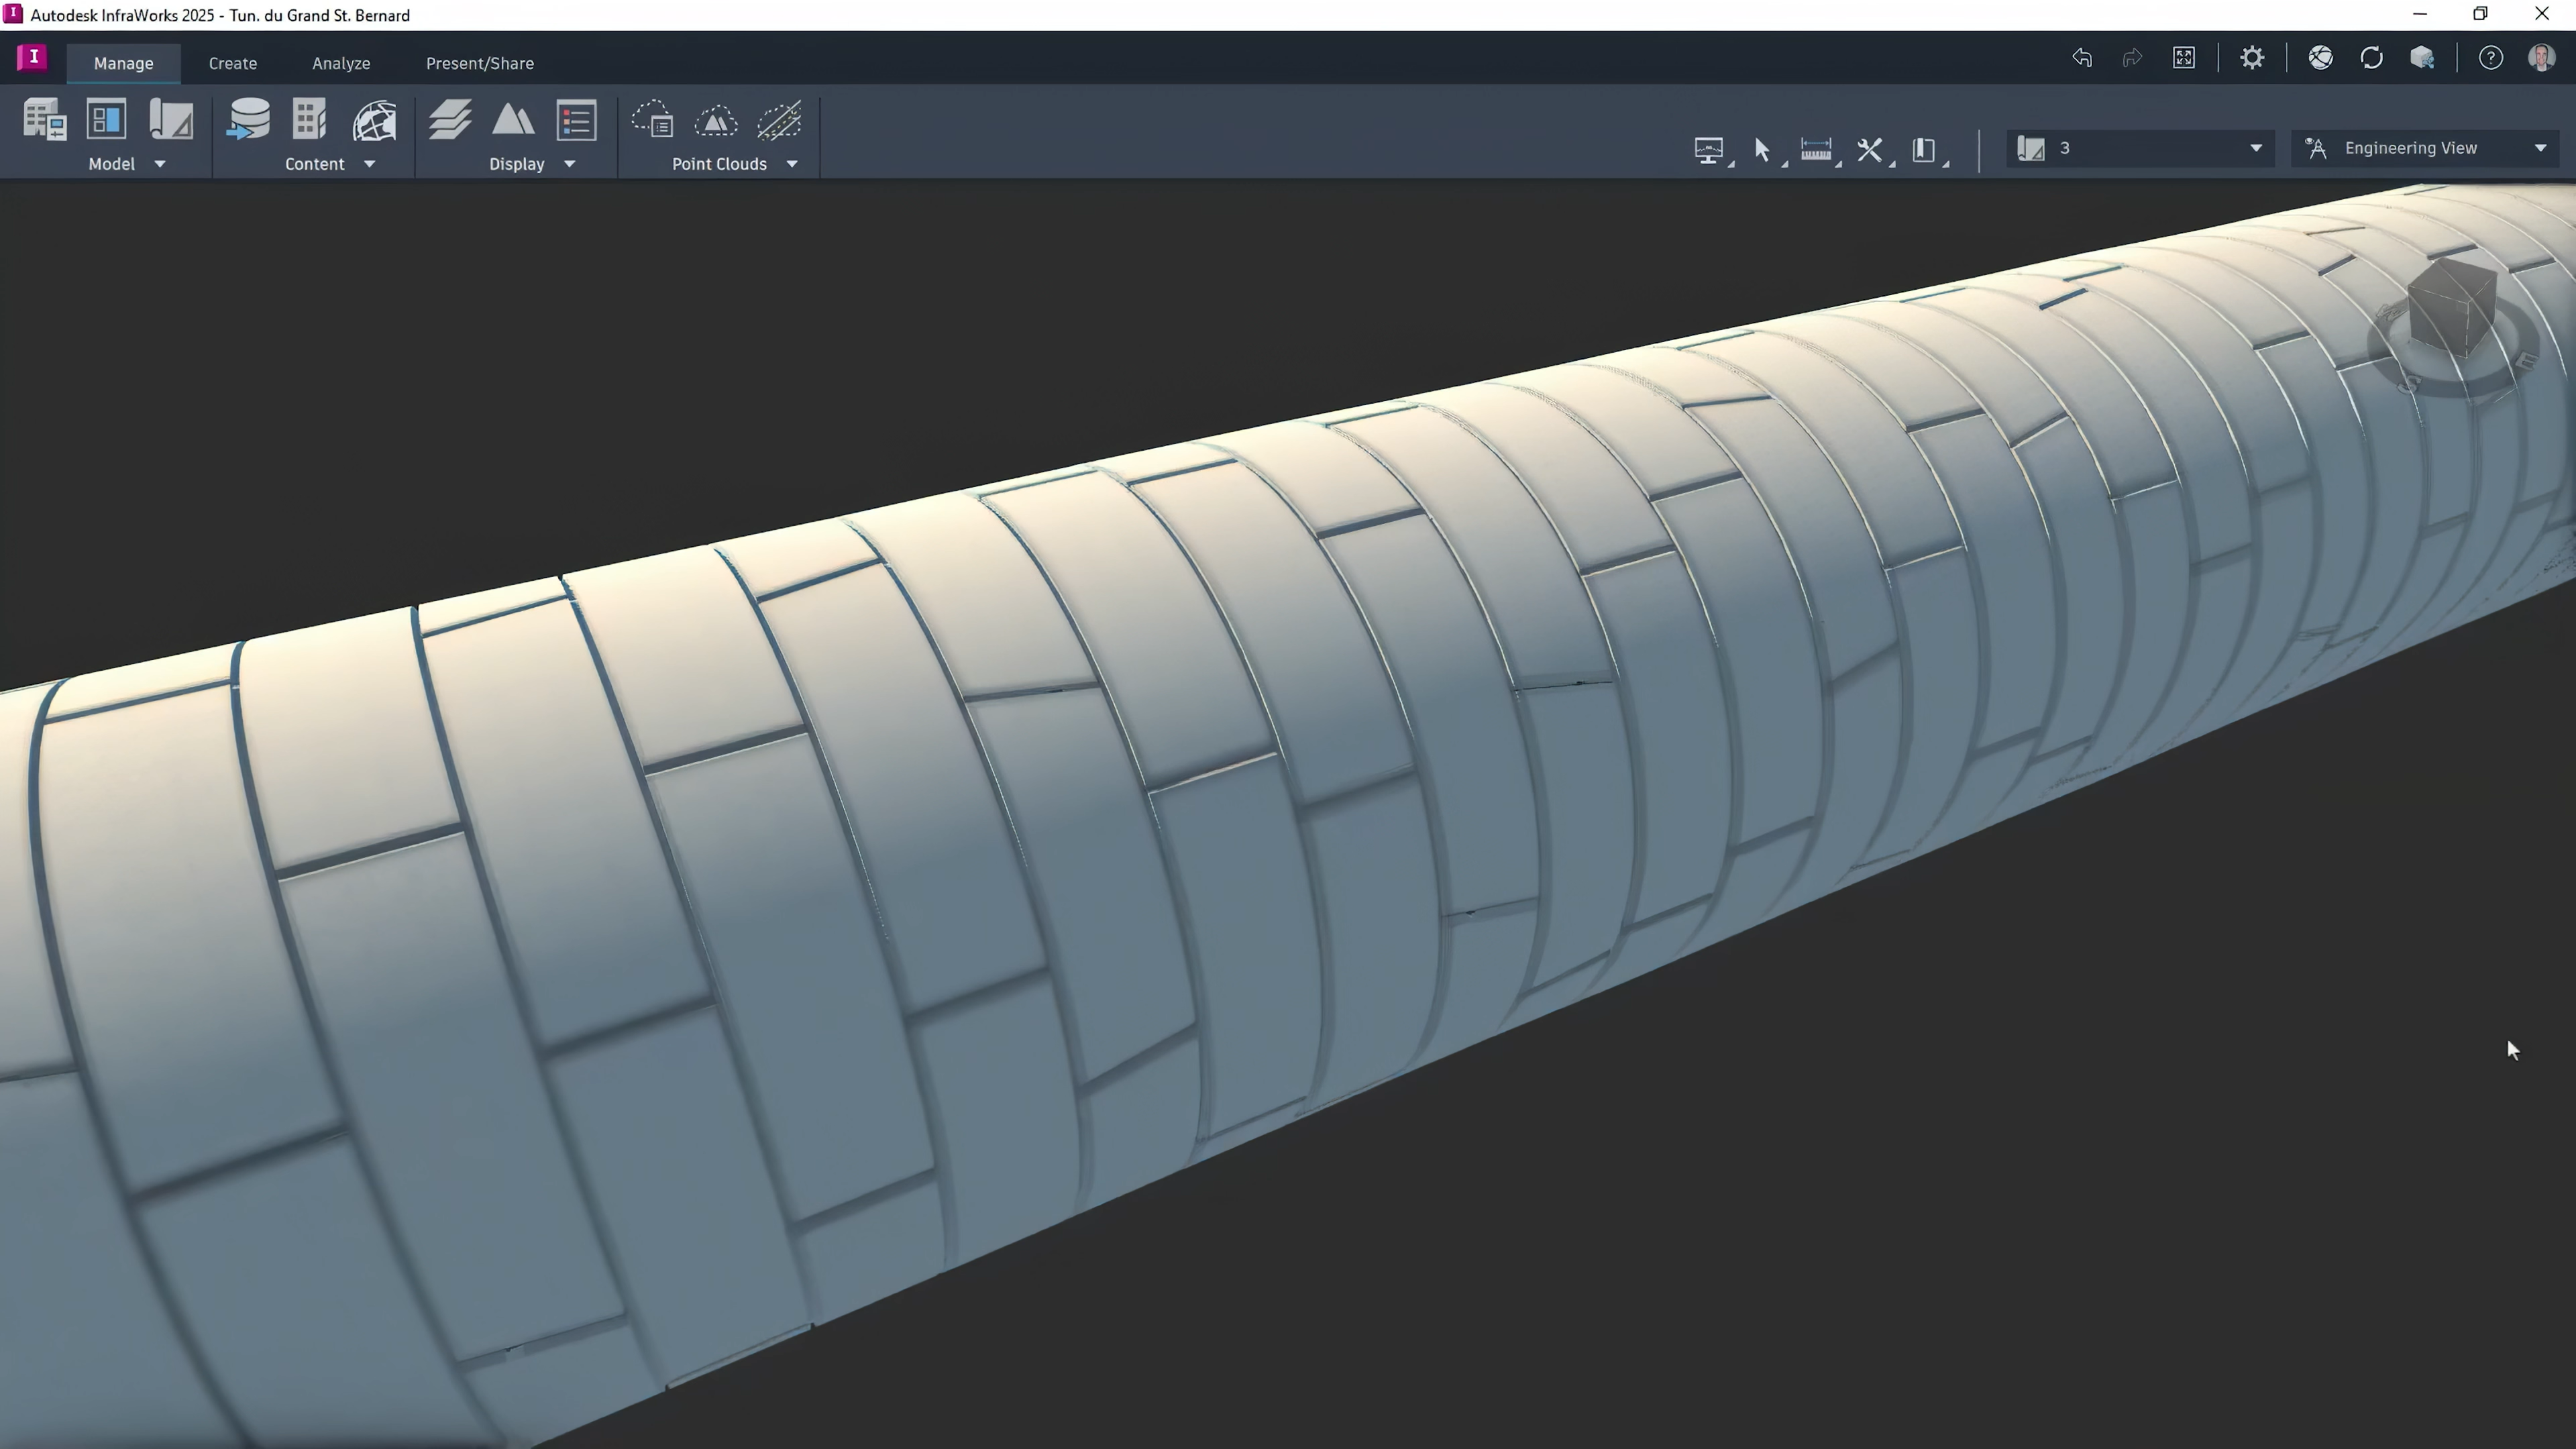 Autodesk InfraWorks 2025 - Tun. du Grand St. Bernard
I
Manage
Create
Analyze
Present/Share
Model
Content
Display
Point Clouds
3
Engineering View
S
E